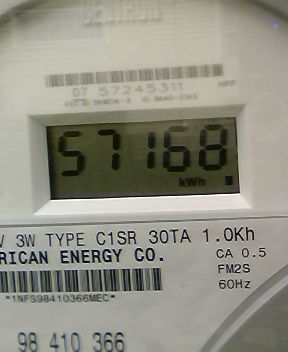 07 57245311
57168
kWh
V 3W TYPE C1SR 30TA 1.0Kh
RICAN ENERGY CO.
CA 0.5
FM2S
60Hz
*1NFS98410366MEC*
98 410 366